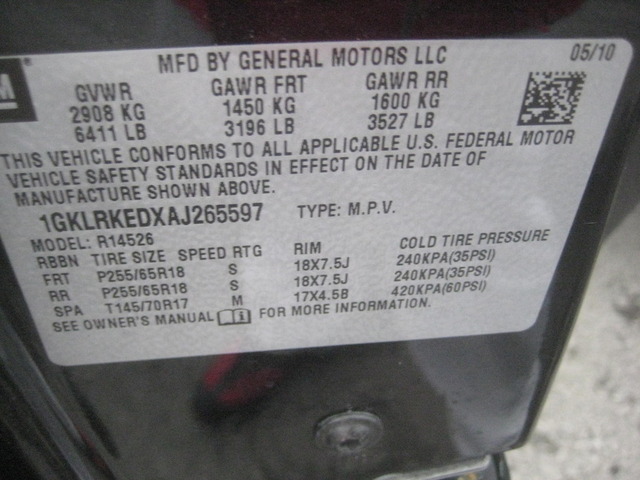 M ®
MFD BY GENERAL MOTORS LLC 05/10
GVWR GAWR FRT GAWR RR
2908 KG 1450 KG 1600 KG
6411 LB 3196 LB 3527 LB
THIS VEHICLE CONFORMS TO ALL APPLICABLE U.S. FEDERAL MOTOR
VEHICLE SAFETY STANDARDS IN EFFECT ON THE DATE OF
MANUFACTURE SHOWN ABOVE.
1GKLRKEDXAJ265597 TYPE: M.P.V.
MODEL: R14526
RBBN TIRE SIZE SPEED RTG RIM COLD TIRE PRESSURE
FRT P255/65R18 S 18X7.5J 240KPA(35PSI)
RR P255/65R18 S 18X7.5J 240KPA(35PSI)
SPA T145/70R17 M 17X4.5B 420KPA(60PSI)
SEE OWNER'S MANUAL i FOR MORE INFORMATION.